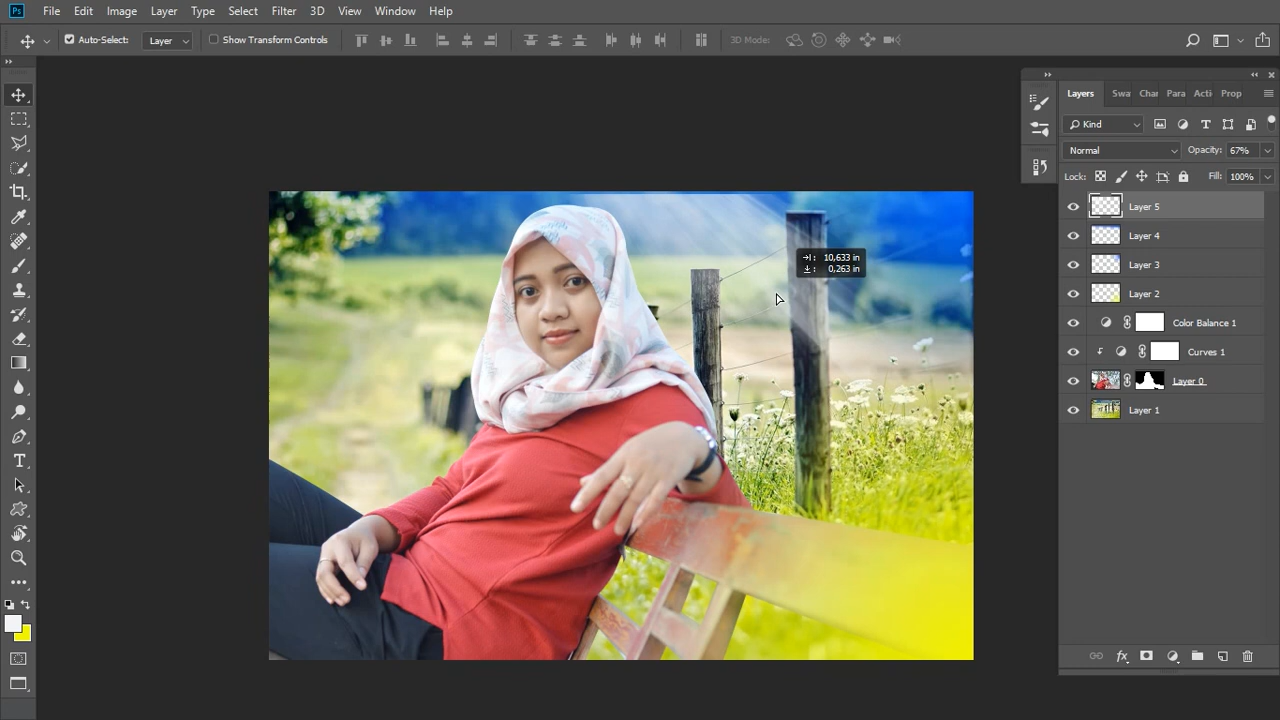 Ps File Edit Image Layer Type Select Filter 3D View Window Help
Auto-Select: Layer Show Transform Controls 3D Mode:
Layers Swa Char Para Acti Prop
Kind
Normal Opacity: 67%
Lock: Fill: 100%
Layer 5
Layer 4
10,633 in
0,263 in
Layer 3
Layer 2
Color Balance 1
Curves 1
Layer 0
Layer 1
fx